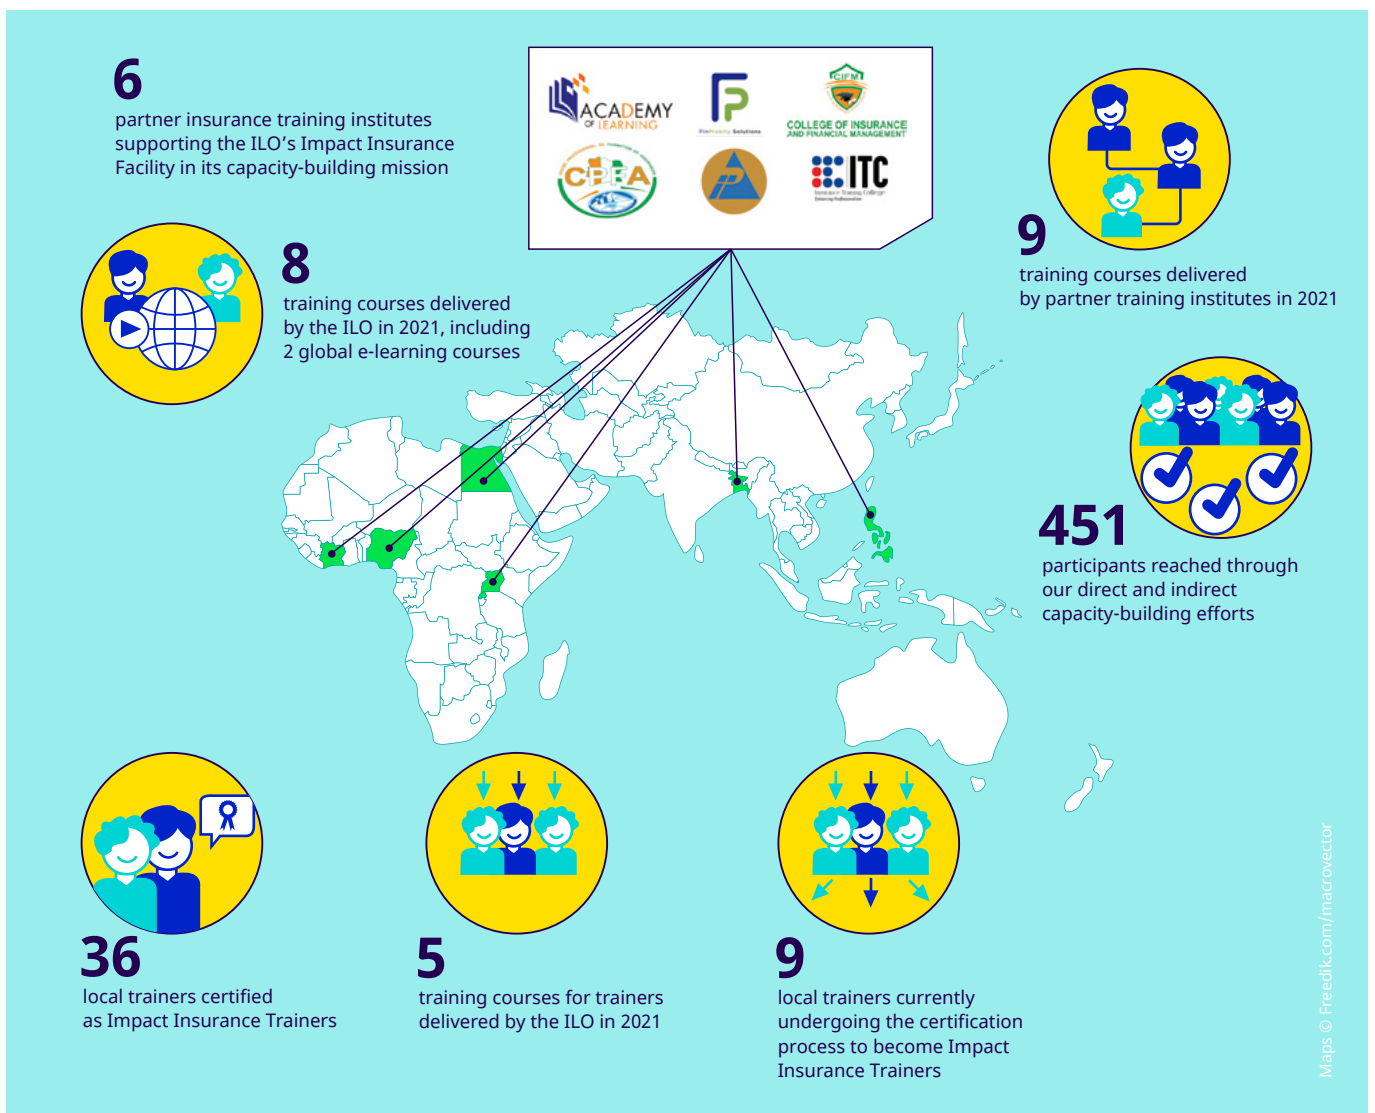 6
partner insurance training institutes
supporting the ILO’s Impact Insurance
Facility in its capacity-building mission
ACADEMY
OF LEARNING
FinProbity Solutions
CIFM
COLLEGE OF INSURANCE
AND FINANCIAL MANAGEMENT
CPFA
ITC
Insurance Training College
9
training courses delivered
by partner training institutes in 2021
8
training courses delivered
by the ILO in 2021, including
2 global e-learning courses
451
participants reached through
our direct and indirect
capacity-building efforts
36
local trainers certified
as Impact Insurance Trainers
5
training courses for trainers
delivered by the ILO in 2021
9
local trainers currently
undergoing the certification
process to become Impact
Insurance Trainers
Maps © Freedik.com/macrovector